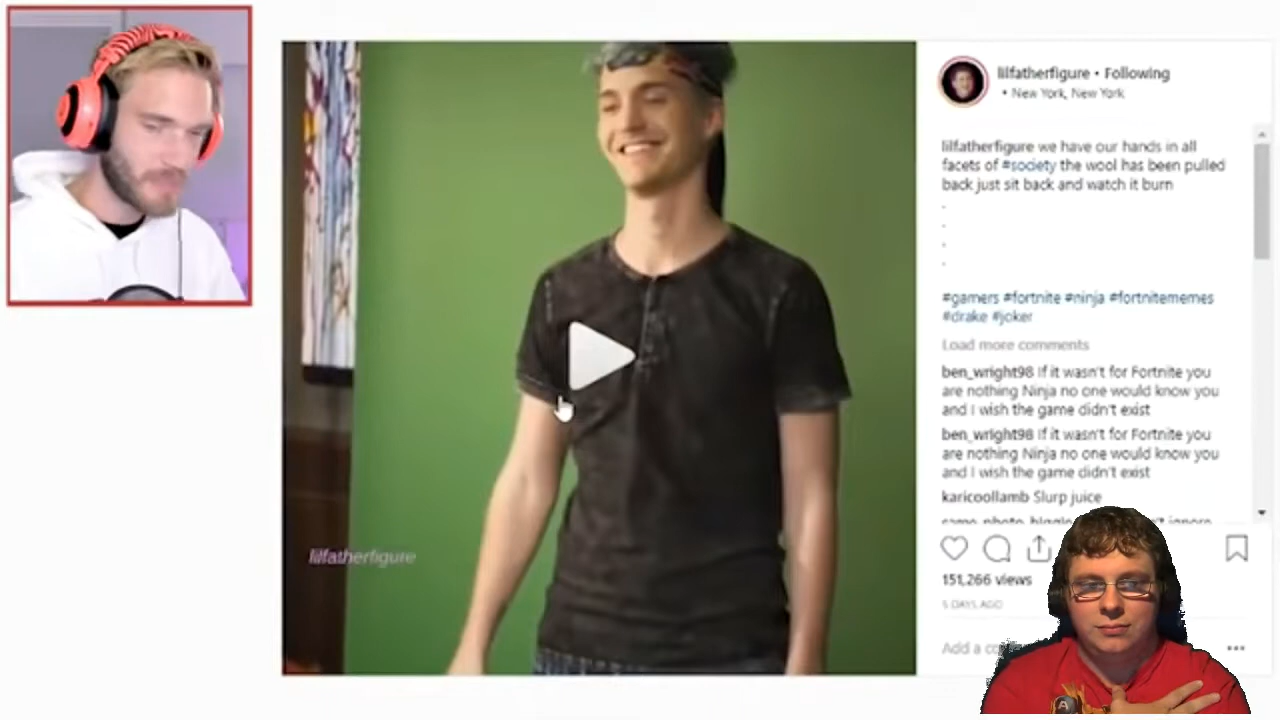 lilfatherfigure • Following
• New York, New York
lilfatherfigure we have our hands in all
facets of #society the wool has been pulled
back just sit back and watch it burn
.
.
.
.
#gamers #fortnite #ninja #fortnitememes
#drake #joker
Load more comments
ben_wright98 If it wasn't for Fortnite you
are nothing Ninja no one would know you
and I wish the game didn't exist
ben_wright98 If it wasn't for Fortnite you
are nothing Ninja no one would know you
and I wish the game didn't exist
karicoollamb Slurp juice
lilfatherfigure
151,266 views
5 DAYS AGO
Add a
A